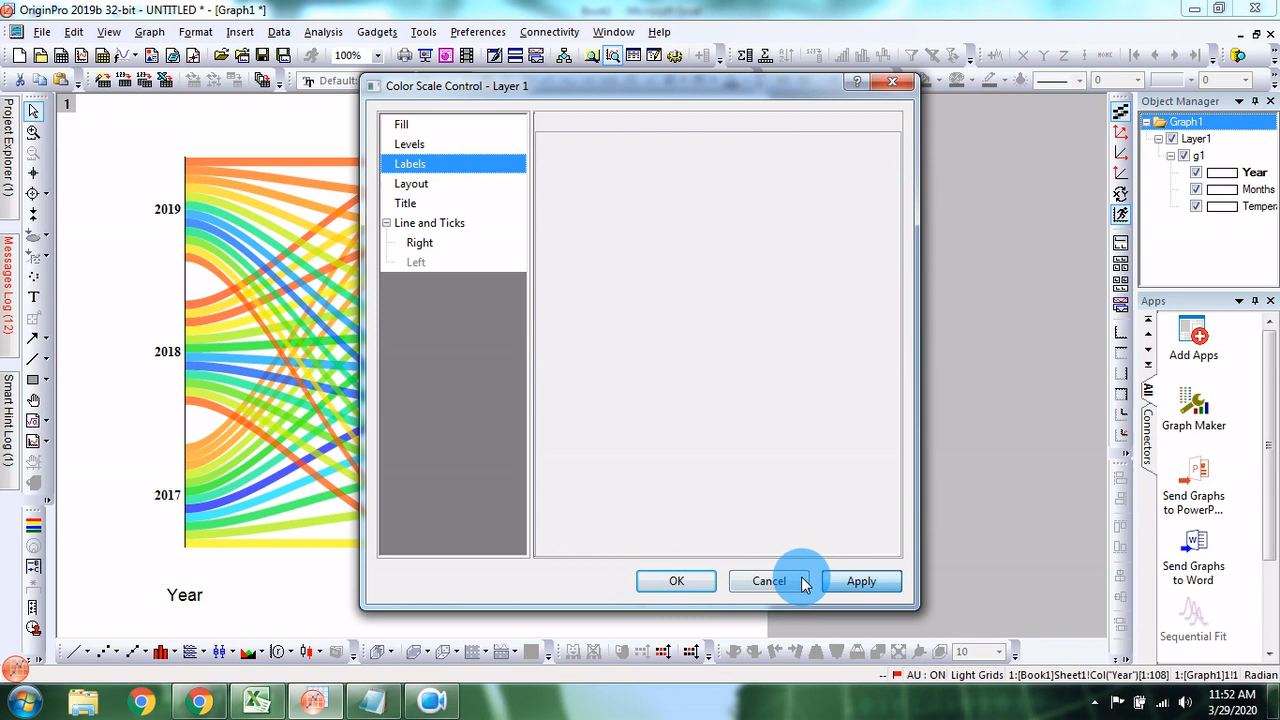 OriginPro 2019b 32-bit - UNTITLED * - [Graph1 *]
File Edit View Graph Format Insert Data Analysis Gadgets Tools Preferences Connectivity Window Help
100%
Default:
0
0
Project Explorer (1)
Messages Log (12)
Smart Hint Log (1)
1
2019
2018
2017
Year
Color Scale Control - Layer 1
Fill
Levels
Labels
Layout
Title
Line and Ticks
Right
Left
OK
Cancel
Apply
Object Manager
Graph1
Layer1
g1
Year
Months
Temper
Apps
All
Connectors
Add Apps
Graph Maker
Send Graphs
to PowerP...
Send Graphs
to Word
Sequential Fit
10
-- AU : ON Light Grids 1:[Book1]Sheet1!Col("Year")[1:108] 1:[Graph1]1!1 Radian
11:52 AM
3/29/2020